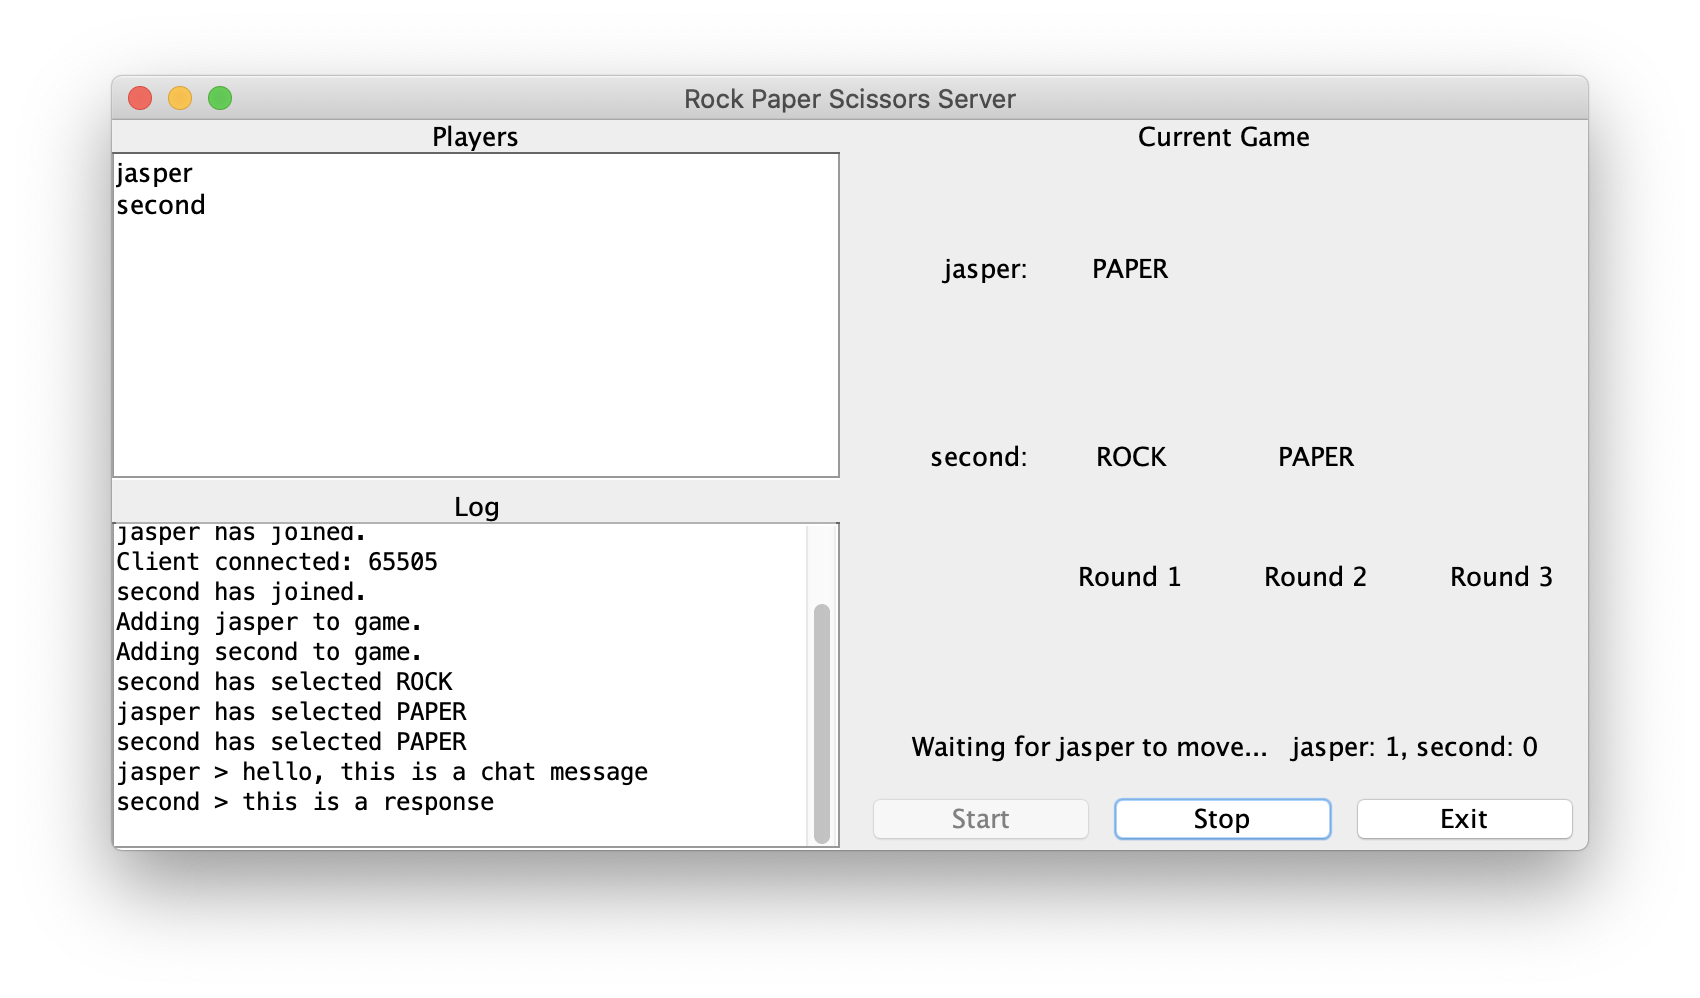 Rock Paper Scissors Server
Players
jasper
second
Log
jasper has joined.
Client connected: 65505
second has joined.
Adding jasper to game.
Adding second to game.
second has selected ROCK
jasper has selected PAPER
second has selected PAPER
jasper > hello, this is a chat message
second > this is a response
Current Game
jasper: PAPER
second: ROCK PAPER
Round 1 Round 2 Round 3
Waiting for jasper to move... jasper: 1, second: 0
Start Stop Exit